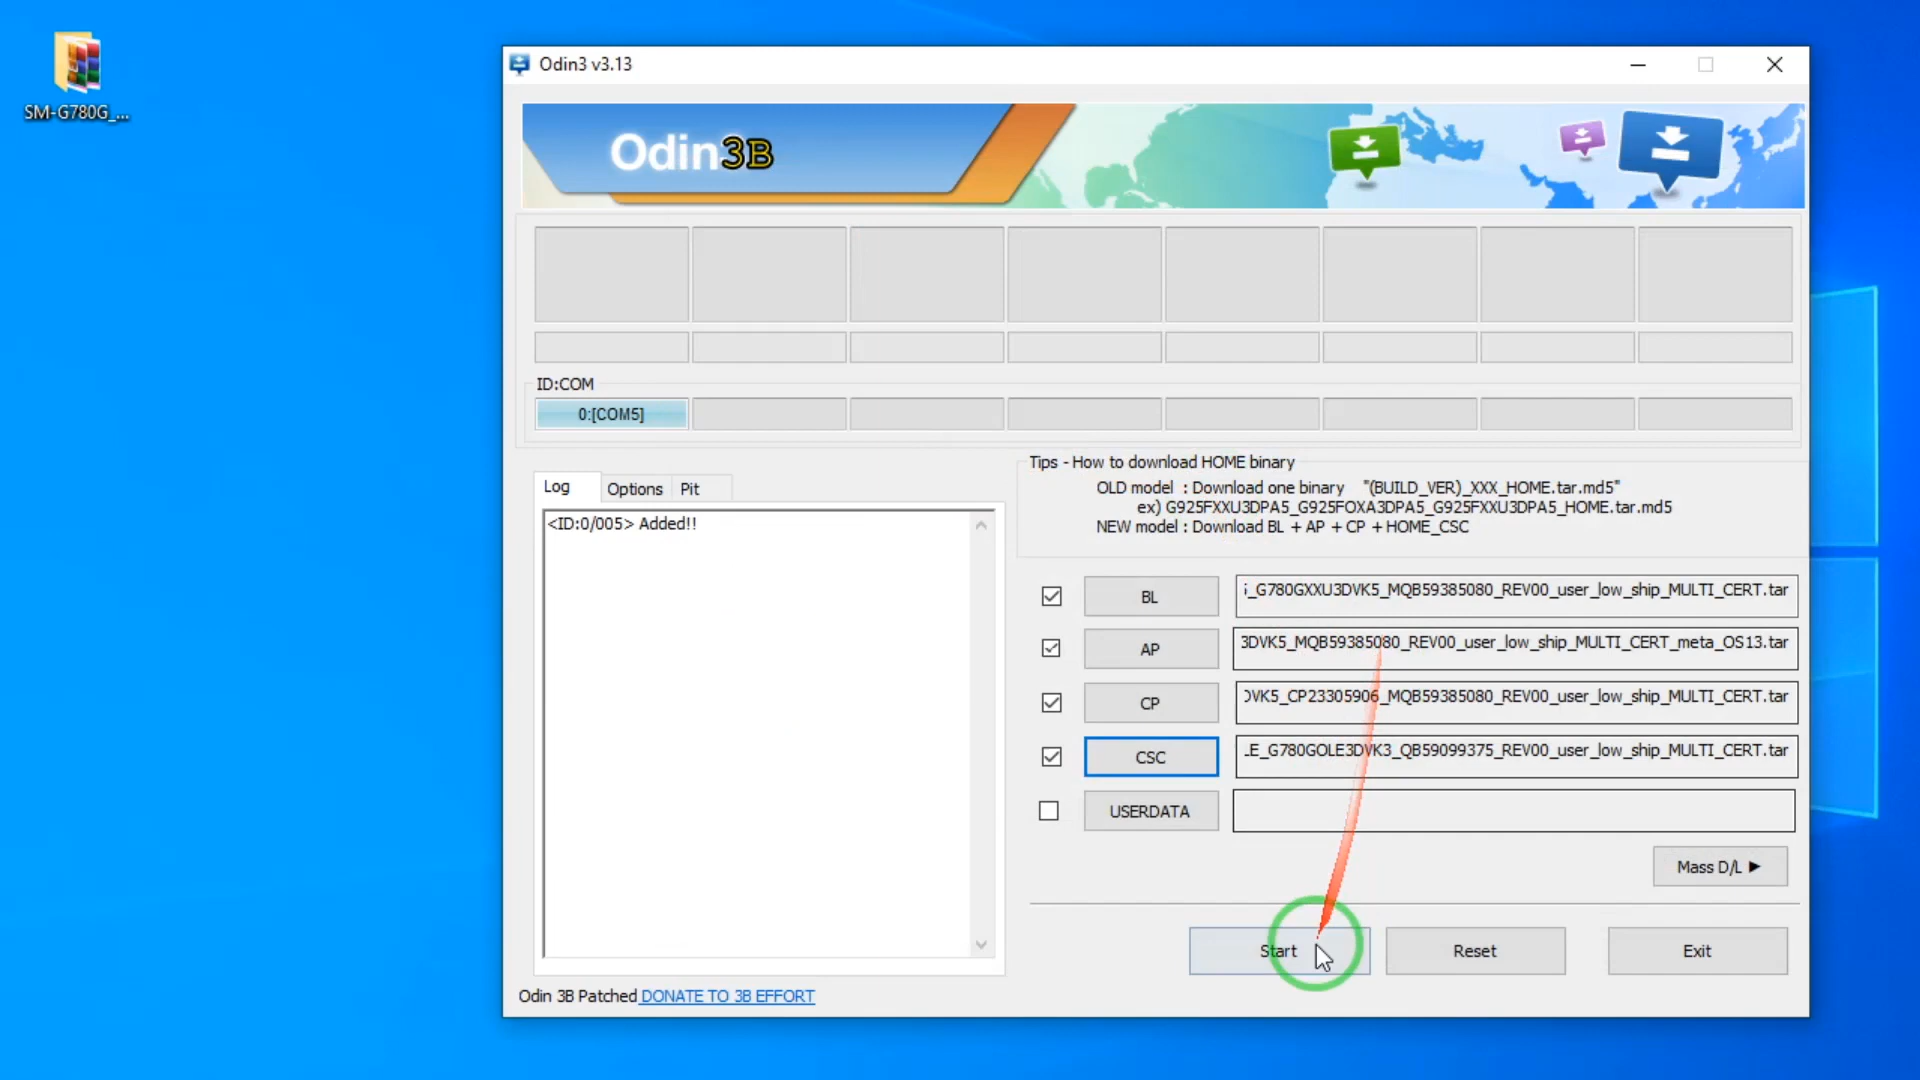 SM-G780G_...
Odin3 v3.13
Odin3B
ID:COM
0:[COM5]
Log
Options
Pit
<ID:0/005> Added!!
Tips - How to download HOME binary
OLD model : Download one binary "(BUILD_VER)_XXX_HOME.tar.md5"
ex) G925FXXU3DPA5_G925FOXA3DPA5_G925FXXU3DPA5_HOME.tar.md5
NEW model : Download BL + AP + CP + HOME_CSC
BL
_G780GXXU3DVK5_MQB59385080_REV00_user_low_ship_MULTI_CERT.tar
AP
3DVK5_MQB59385080_REV00_user_low_ship_MULTI_CERT_meta_OS13.tar
CP
VK5_CP23305906_MQB59385080_REV00_user_low_ship_MULTI_CERT.tar
CSC
LE_G780GOLE3DVK3_QB59099375_REV00_user_low_ship_MULTI_CERT.tar
USERDATA
Mass D/L ►
Start
Reset
Exit
Odin 3B Patched DONATE TO 3B EFFORT